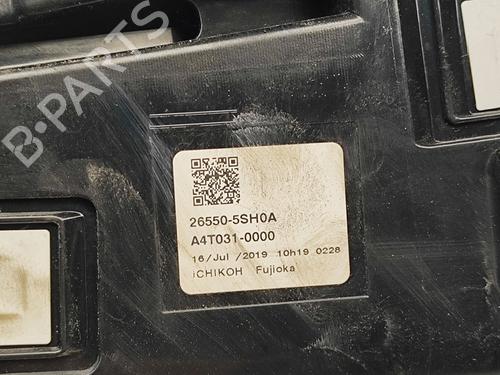 B-PARTS
26550-5SH0A
A4T031-0000
16/Jul /2019 10h19 0228
iCHIKOH Fujioka